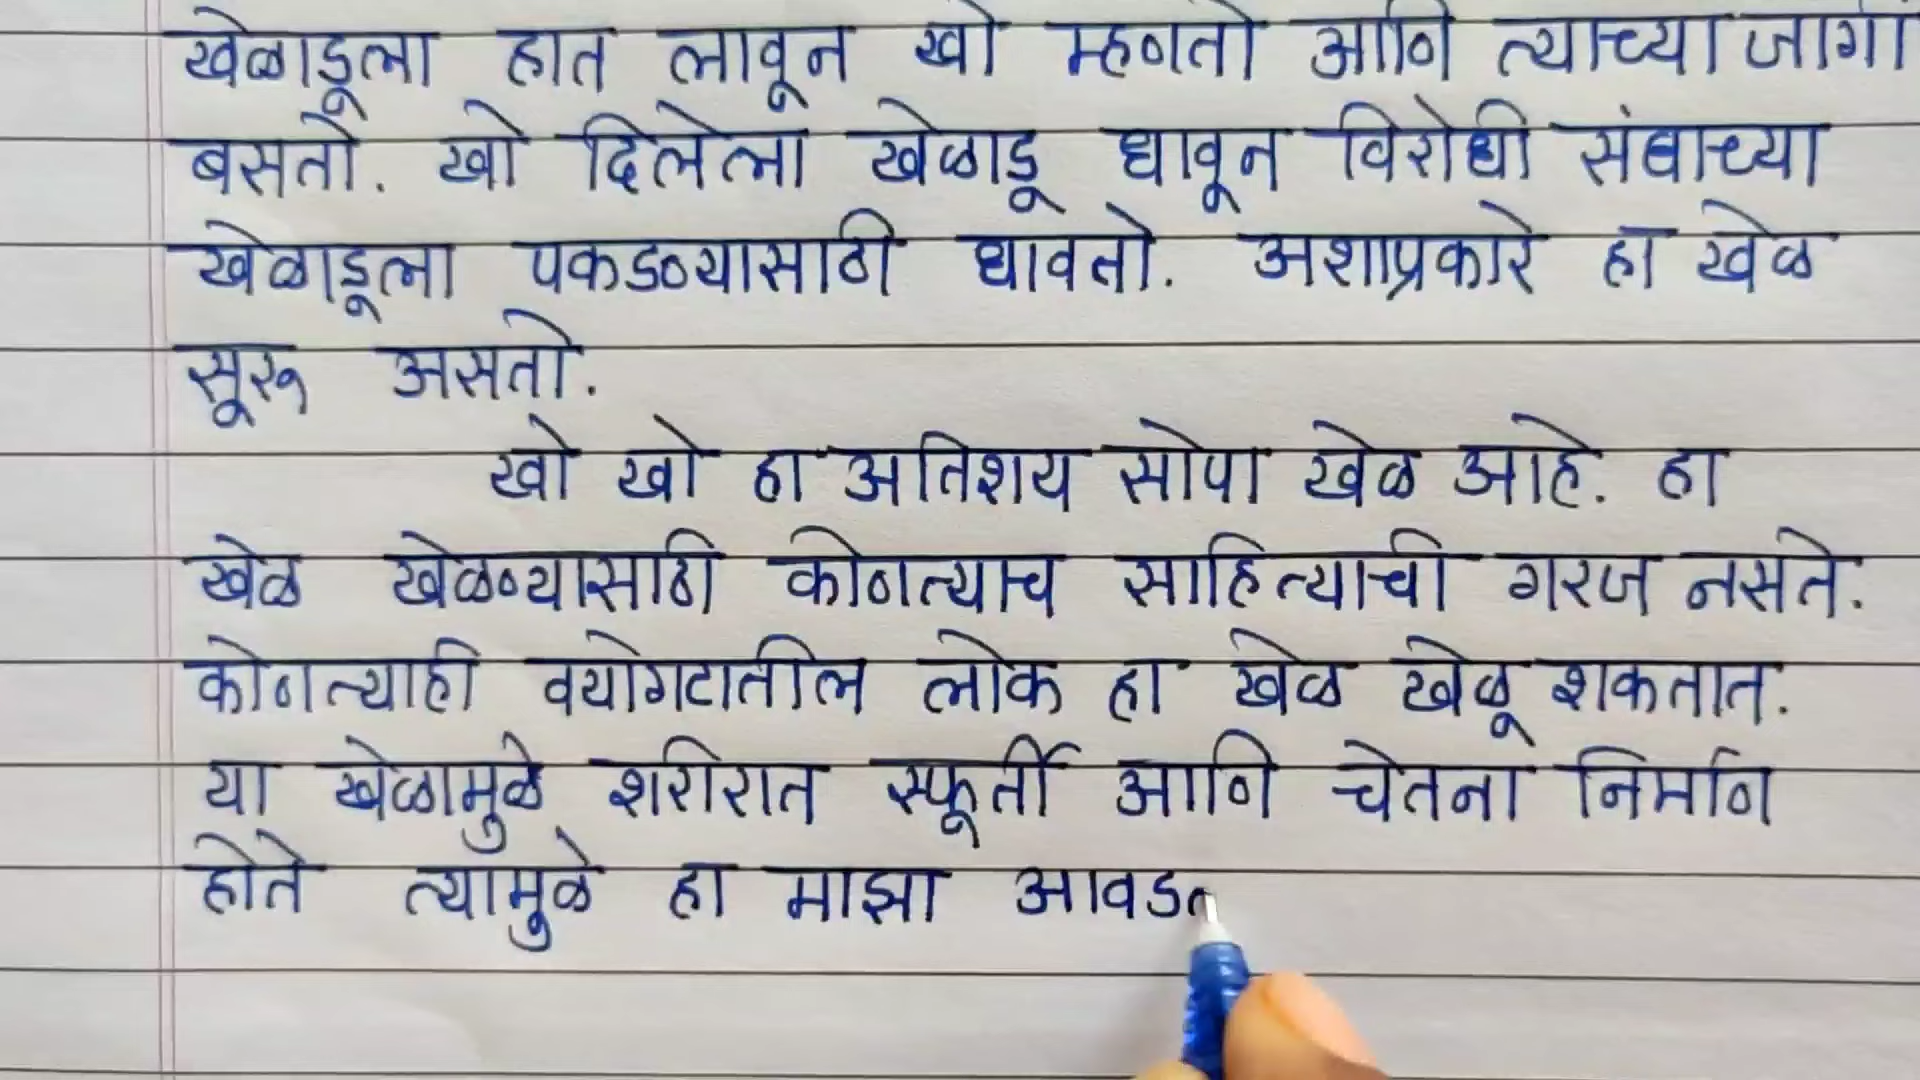 खेळाडूला हात लावून खो म्हणतो आणि त्याच्या जागी
बसतो. खो दिलेला खेळाडू धावून विरोधी संघाच्या
खेळाडूला पकडण्यासाठी धावतो. अशाप्रकारे हा खेळ
सूरू असतो.
खो खो हा अतिशय सोपा खेळ आहे. हा
खेळ खेळण्यासाठी कोणत्याच साहित्याची गरज नसते.
कोणत्याही वयोगटातील लोक हा खेळ खेळू शकतात.
या खेळामुळे शरीरात स्फूर्ती आणि चेतना निर्माण
होते त्यामुळे हा माझा आवड